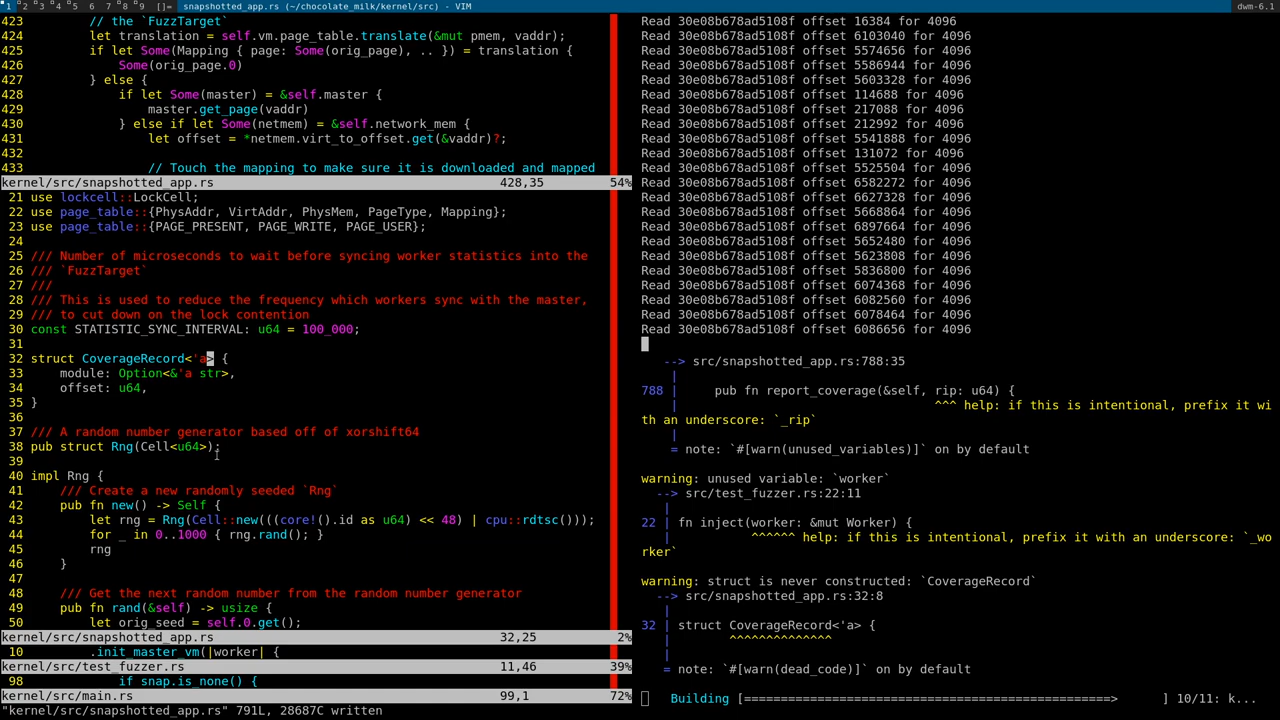 1 2 3 4 5 6 7 8 9 []= snapshotted_app.rs (~/chocolate_milk/kernel/src) - VIM dwm-6.1
423 // the `FuzzTarget`
424 let translation = self.vm.page_table.translate(&mut pmem, vaddr);
425 if let Some(Mapping { page: Some(orig_page), .. }) = translation {
426 Some(orig_page.0)
427 } else {
428 if let Some(master) = &self.master {
429 master.get_page(vaddr)
430 } else if let Some(netmem) = &self.network_mem {
431 let offset = *netmem.virt_to_offset.get(&vaddr)?;
432
433 // Touch the mapping to make sure it is downloaded and mapped
kernel/src/snapshotted_app.rs 428,35 54%
21 use lockcell::LockCell;
22 use page_table::{PhysAddr, VirtAddr, PhysMem, PageType, Mapping};
23 use page_table::{PAGE_PRESENT, PAGE_WRITE, PAGE_USER};
24
25 /// Number of microseconds to wait before syncing worker statistics into the
26 /// `FuzzTarget`
27 ///
28 /// This is used to reduce the frequency which workers sync with the master,
29 /// to cut down on the lock contention
30 const STATISTIC_SYNC_INTERVAL: u64 = 100_000;
31
32 struct CoverageRecord<'a> {
33 module: Option<&'a str>,
34 offset: u64,
35 }
36
37 /// A random number generator based off of xorshift64
38 pub struct Rng(Cell<u64>);
39
40 impl Rng {
41 /// Create a new randomly seeded `Rng`
42 pub fn new() -> Self {
43 let rng = Rng(Cell::new(((core!().id as u64) << 48) | cpu::rdtsc()));
44 for _ in 0..1000 { rng.rand(); }
45 rng
46 }
47
48 /// Get the next random number from the random number generator
49 pub fn rand(&self) -> usize {
50 let orig_seed = self.0.get();
kernel/src/snapshotted_app.rs 32,25 2%
10 .init_master_vm(|worker| {
kernel/src/test_fuzzer.rs 11,46 39%
98 if snap.is_none() {
kernel/src/main.rs 99,1 72%
"kernel/src/snapshotted_app.rs" 791L, 28687C written
Read 30e08b678ad5108f offset 16384 for 4096
Read 30e08b678ad5108f offset 6103040 for 4096
Read 30e08b678ad5108f offset 5574656 for 4096
Read 30e08b678ad5108f offset 5586944 for 4096
Read 30e08b678ad5108f offset 5603328 for 4096
Read 30e08b678ad5108f offset 114688 for 4096
Read 30e08b678ad5108f offset 217088 for 4096
Read 30e08b678ad5108f offset 212992 for 4096
Read 30e08b678ad5108f offset 5541888 for 4096
Read 30e08b678ad5108f offset 131072 for 4096
Read 30e08b678ad5108f offset 5525504 for 4096
Read 30e08b678ad5108f offset 6582272 for 4096
Read 30e08b678ad5108f offset 6627328 for 4096
Read 30e08b678ad5108f offset 5668864 for 4096
Read 30e08b678ad5108f offset 6897664 for 4096
Read 30e08b678ad5108f offset 5652480 for 4096
Read 30e08b678ad5108f offset 5623808 for 4096
Read 30e08b678ad5108f offset 5836800 for 4096
Read 30e08b678ad5108f offset 6074368 for 4096
Read 30e08b678ad5108f offset 6082560 for 4096
Read 30e08b678ad5108f offset 6078464 for 4096
Read 30e08b678ad5108f offset 6086656 for 4096
--> src/snapshotted_app.rs:788:35
|
788 | pub fn report_coverage(&self, rip: u64) {
| ^^^ help: if this is intentional, prefix it wi
th an underscore: `_rip`
|
= note: `#[warn(unused_variables)]` on by default
warning: unused variable: `worker`
--> src/test_fuzzer.rs:22:11
|
22 | fn inject(worker: &mut Worker) {
| ^^^^^^ help: if this is intentional, prefix it with an underscore: `_wo
rker`
warning: struct is never constructed: `CoverageRecord`
--> src/snapshotted_app.rs:32:8
|
32 | struct CoverageRecord<'a> {
| ^^^^^^^^^^^^^^
|
= note: `#[warn(dead_code)]` on by default
Building [==================================================> ] 10/11: k...